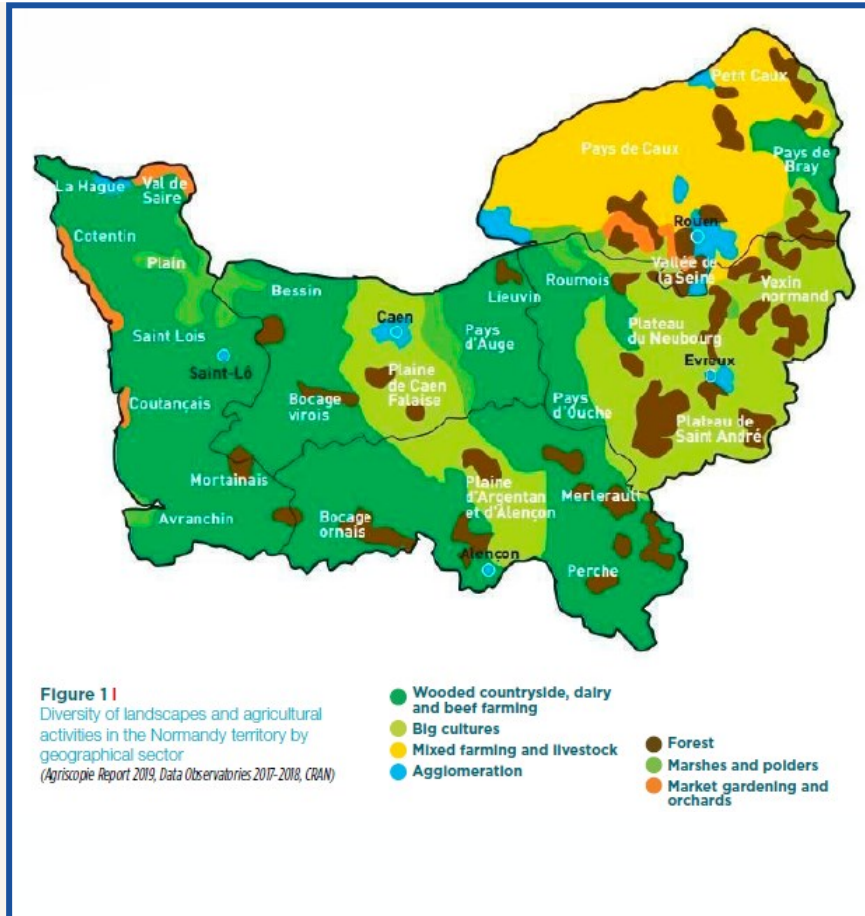 Petit Caux
Pays de Caux
Pays de
Bray
La Hague
Val de
Saire
Cotentin
Plain
Rouen
Vallée de
la Seine
Vexin
normand
Bessin
Lieuvin
Roumois
Saint Lois
Caen
Pays
d'Auge
Plateau
du Neubourg
Saint-Lô
Plaine
de Caen
Falaise
Evreux
Coutançais
Bocage
virois
Pays
d'Ouche
Plateau de
Saint André
Mortainais
Plaine
d'Argentan
et d'Alençon
Merlerault
Avranchin
Bocage
ornais
Alençon
Perche
Figure 1 I
Diversity of landscapes and agricultural
activities in the Normandy territory by
geographical sector
(Agriscopie Report 2019, Data Observatories 2017-2018, CRAN)
Wooded countryside, dairy
and beef farming
Big cultures
Mixed farming and livestock
Agglomeration
Forest
Marshes and polders
Market gardening and
orchards